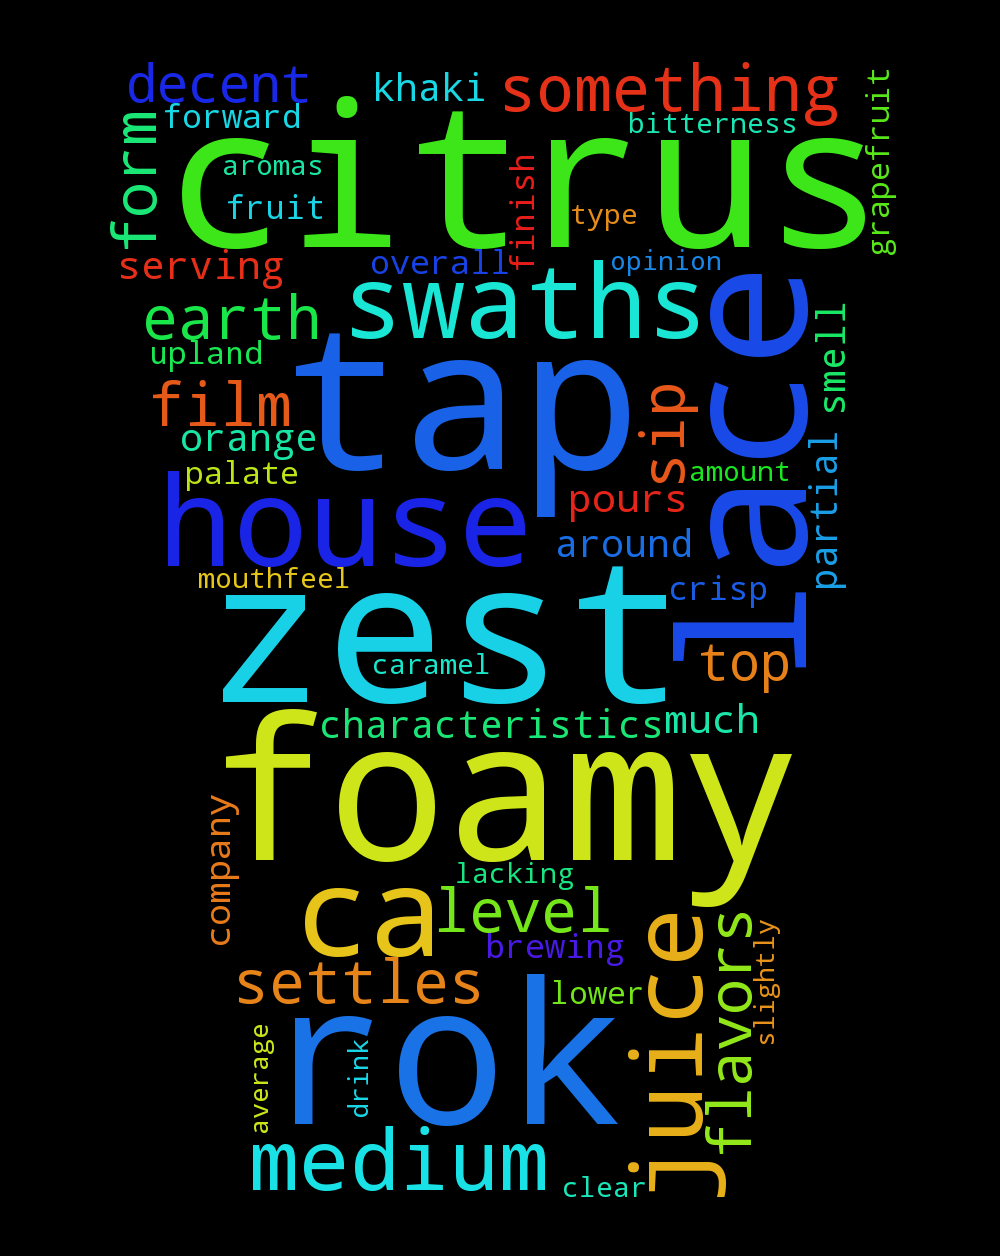 decent
khaki
something
forward
bitterness
grapefruit
form
citrus
aromas
finish
fruit
type
serving
overall
opinion
swaths
lace
earth
smell
upland
tap
film
sip
orange
partial
palate
amount
house
pours
around
mouthfeel
crisp
zest
caramel
top
characteristics
much
foamy
company
lacking
ca
level
juice
flavors
slightly
brewing
settles
lower
rok
average
drink
medium
clear